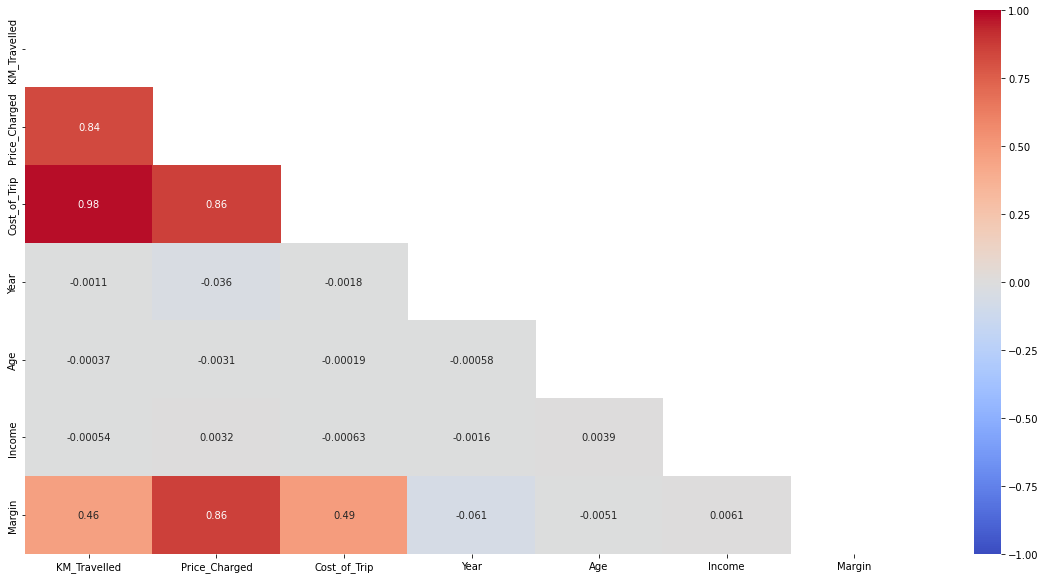 KM_Travelled
Price_Charged 0.84
Cost_of_Trip 0.98 0.86
Year -0.0011 -0.036 -0.0018
Age -0.00037 -0.0031 -0.00019 -0.00058
Income -0.00054 0.0032 -0.00063 -0.0016 0.0039
Margin 0.46 0.86 0.49 -0.061 -0.0051 0.0061
KM_Travelled Price_Charged Cost_of_Trip Year Age Income Margin
1.00
0.75
0.50
0.25
0.00
−0.25
−0.50
−0.75
−1.00